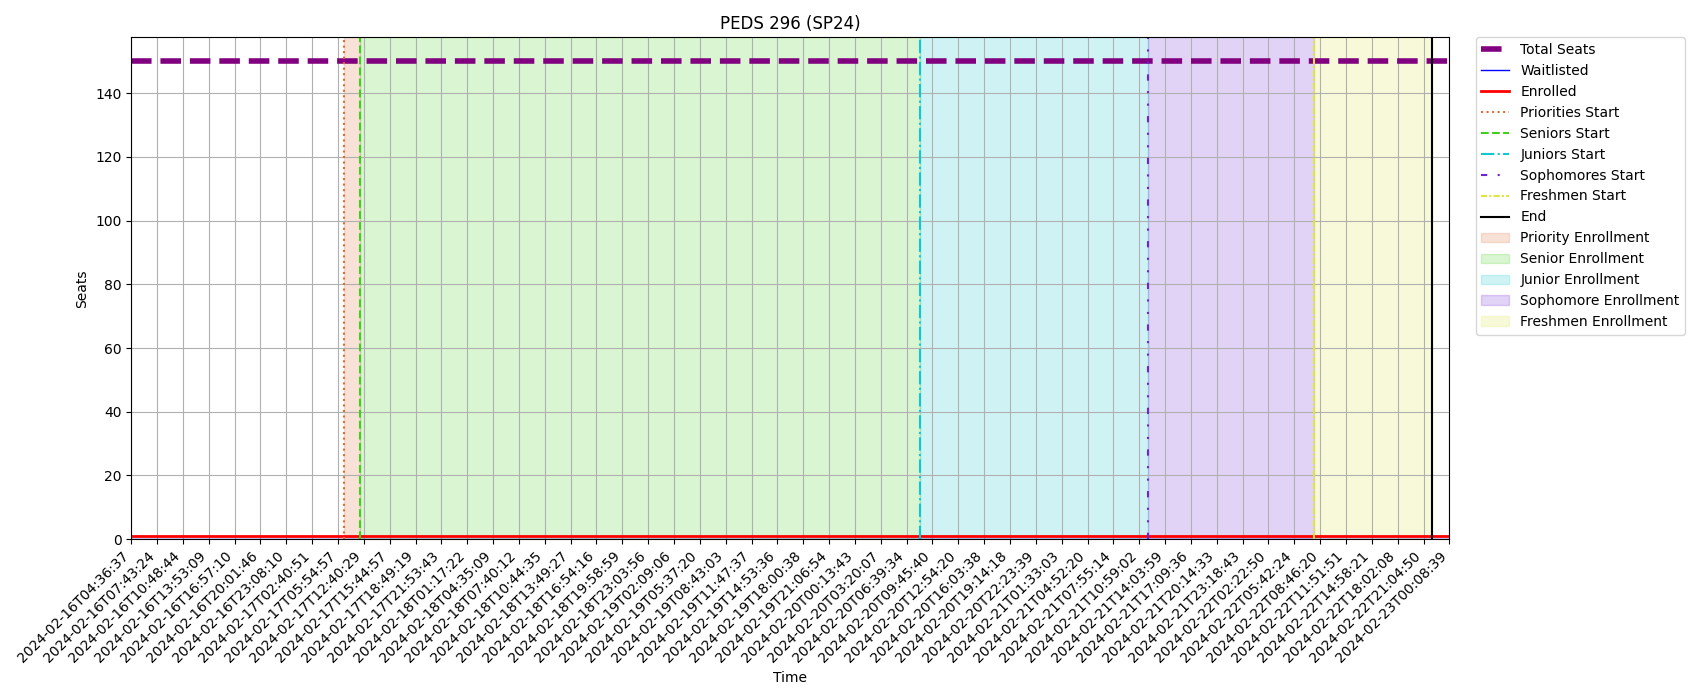 PEDS 296 (SP24)
Seats
140
120
100
80
60
40
20
0
2024-02-16T04:36:37
2024-02-16T07:43:24
2024-02-16T10:48:44
2024-02-16T13:53:09
2024-02-16T16:57:10
2024-02-16T20:01:46
2024-02-16T23:08:10
2024-02-17T02:40:51
2024-02-17T05:54:57
2024-02-17T12:40:29
2024-02-17T15:44:57
2024-02-17T18:49:19
2024-02-17T21:53:43
2024-02-18T01:17:22
2024-02-18T04:35:09
2024-02-18T07:40:12
2024-02-18T10:44:35
2024-02-18T13:49:27
2024-02-18T16:54:16
2024-02-18T19:58:59
2024-02-18T23:03:56
2024-02-19T02:09:06
2024-02-19T05:37:20
2024-02-19T08:43:03
2024-02-19T11:47:37
2024-02-19T14:53:36
2024-02-19T18:00:38
2024-02-19T21:06:54
2024-02-20T00:13:43
2024-02-20T03:20:07
2024-02-20T06:39:34
2024-02-20T09:45:40
2024-02-20T12:54:20
2024-02-20T16:03:38
2024-02-20T19:14:18
2024-02-20T22:23:39
2024-02-21T01:33:03
2024-02-21T04:52:20
2024-02-21T07:55:14
2024-02-21T10:59:02
2024-02-21T14:03:59
2024-02-21T17:09:36
2024-02-21T20:14:33
2024-02-21T23:18:43
2024-02-22T02:22:50
2024-02-22T05:42:24
2024-02-22T08:46:20
2024-02-22T11:51:51
2024-02-22T14:58:21
2024-02-22T18:02:08
2024-02-22T21:04:50
2024-02-23T00:08:39
Time
Total Seats
Waitlisted
Enrolled
Priorities Start
Seniors Start
Juniors Start
Sophomores Start
Freshmen Start
End
Priority Enrollment
Senior Enrollment
Junior Enrollment
Sophomore Enrollment
Freshmen Enrollment